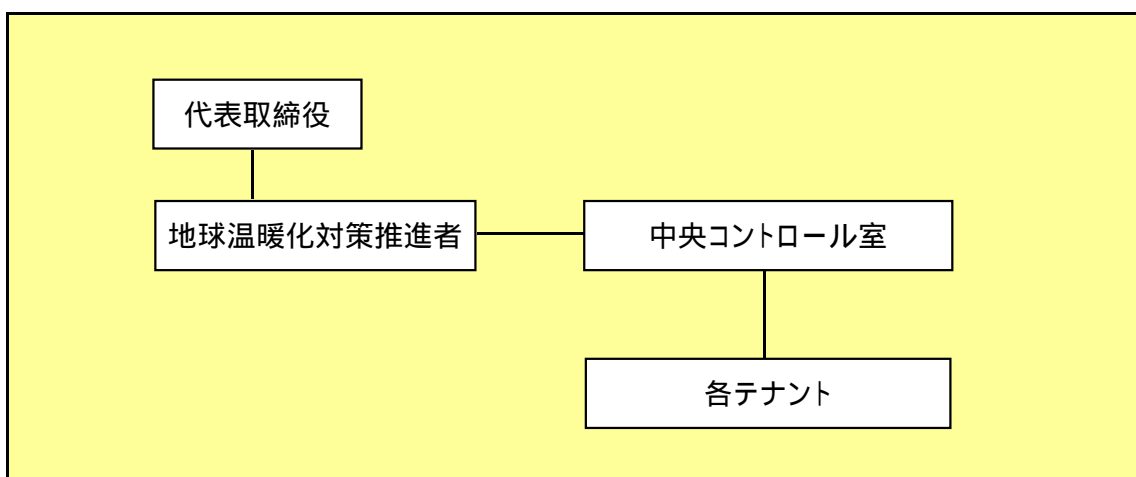 代表取締役
地球温暖化対策推進者
中央コントロール室
各テナント